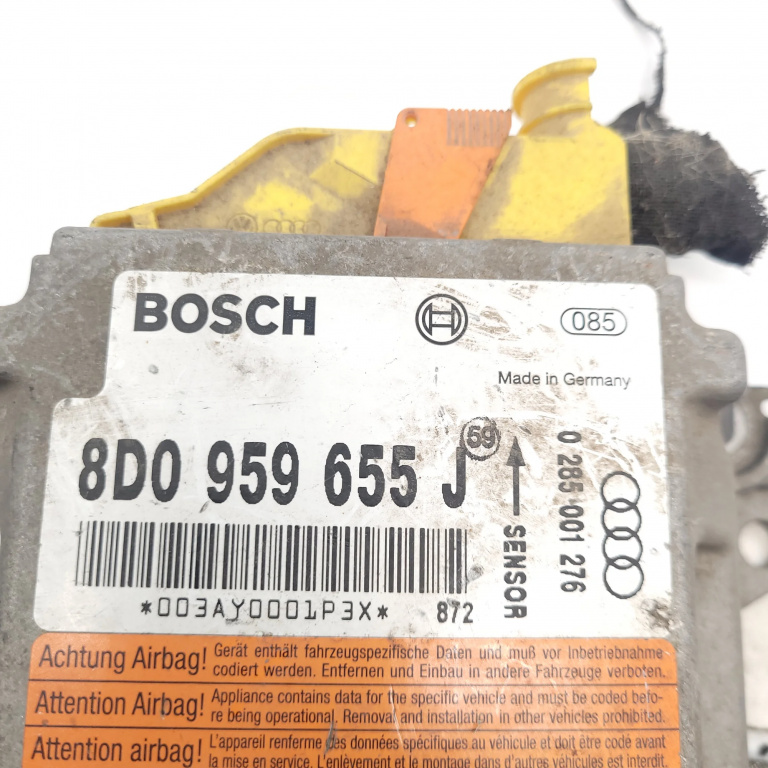 BOSCH
085
Made in Germany
8D0 959 655 J
59
SENSOR
0 285 001 276
*003AY0001P3X*
872
Achtung Airbag! Gerät enthält fahrzeugspezifische Daten und muß vor Inbetriebnahme
codiert werden. Entfernen und Einbau in andere Fahrzeuge verboten.
Attention Airbag! Appliance contains data for the specific vehicle and must be coded befo-
re being operational. Removal and installation in other vehicles prohibited.
Attention airbag! L'appareil renferme des données spécifiques au véhicule et doit être codé avant
la mise en service. L'enlèvement et le montage dans d'autres véhicules est interdit.